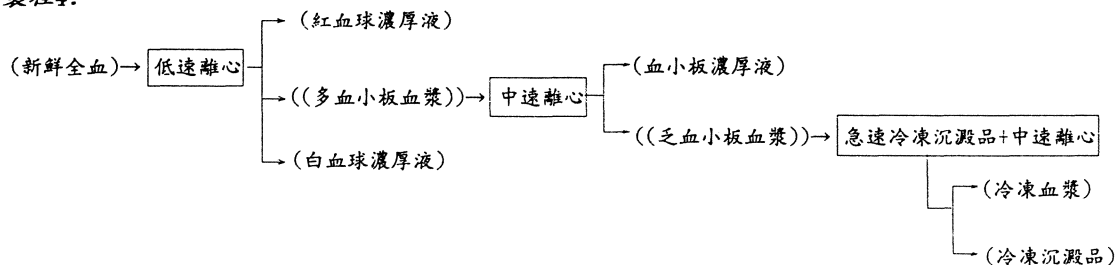 製程4:
(紅血球濃厚液)
(新鮮全血)→ 低速離心
((多血小板血漿))→ 中速離心
(白血球濃厚液)
(血小板濃厚液)
((乏血小板血漿))→ 急速冷凍沉澱品+中速離心
(冷凍血漿)
(冷凍沉澱品)